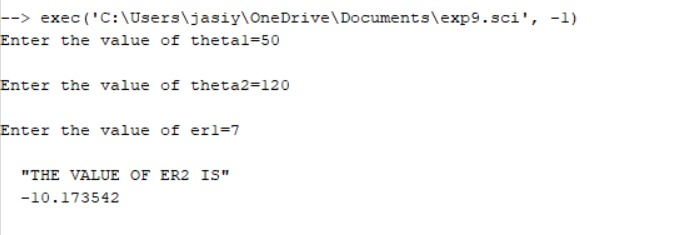 --> exec('C:\Users\jasiy\OneDrive\Documents\exp9.sci', -1)
Enter the value of theta1=50
Enter the value of theta2=120
Enter the value of er1=7
"THE VALUE OF ER2 IS"
-10.173542